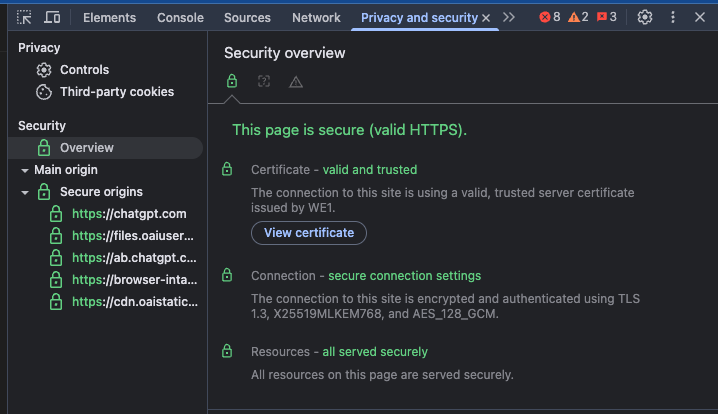 Elements Console Sources Network Privacy and security × 8 2 3
Privacy
Controls
Third-party cookies
Security
Overview
Main origin
Secure origins
https://chatgpt.com
https://files.oaiuser...
https://ab.chatgpt.c...
https://browser-inta...
https://cdn.oaistatic...
Security overview
This page is secure (valid HTTPS).
Certificate - valid and trusted
The connection to this site is using a valid, trusted server certificate
issued by WE1.
View certificate
Connection - secure connection settings
The connection to this site is encrypted and authenticated using TLS
1.3, X25519MLKEM768, and AES_128_GCM.
Resources - all served securely
All resources on this page are served securely.